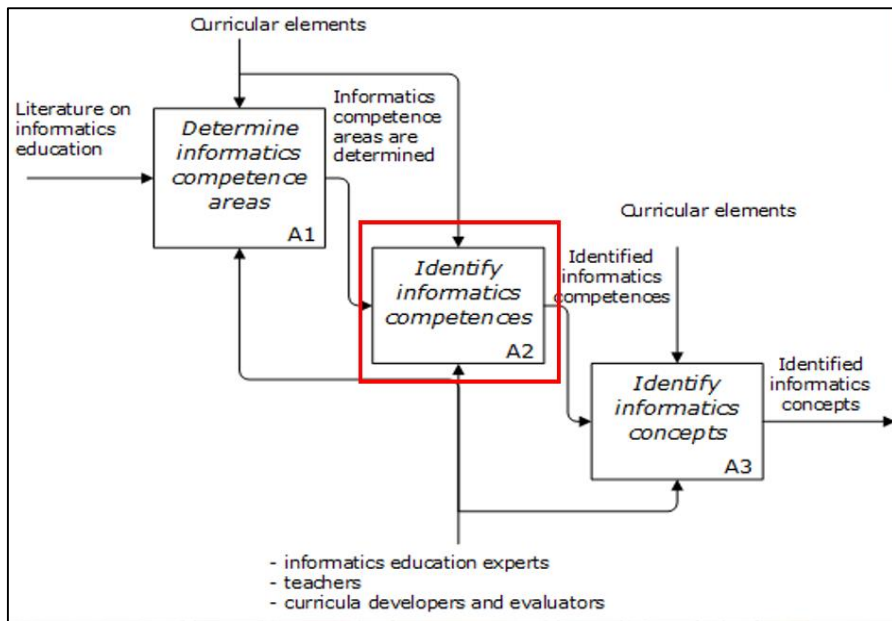 Curricular elements
Literature on
informatics
education
Determine
informatics
competence
areas
A1
Informatics
competence
areas are
determined
Identify
informatics
competences
A2
Curricular elements
Identified
informatics
competences
Identify
informatics
concepts
A3
Identified
informatics
concepts
- informatics education experts
- teachers
- curricula developers and evaluators